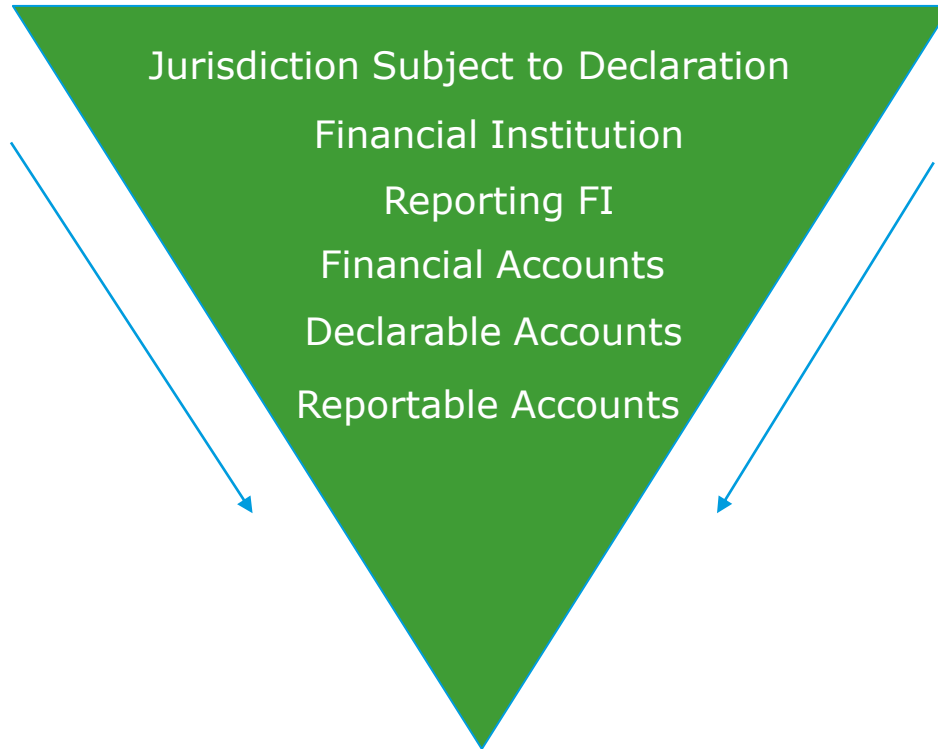 Jurisdiction Subject to Declaration
Financial Institution
Reporting FI
Financial Accounts
Declarable Accounts
Reportable Accounts